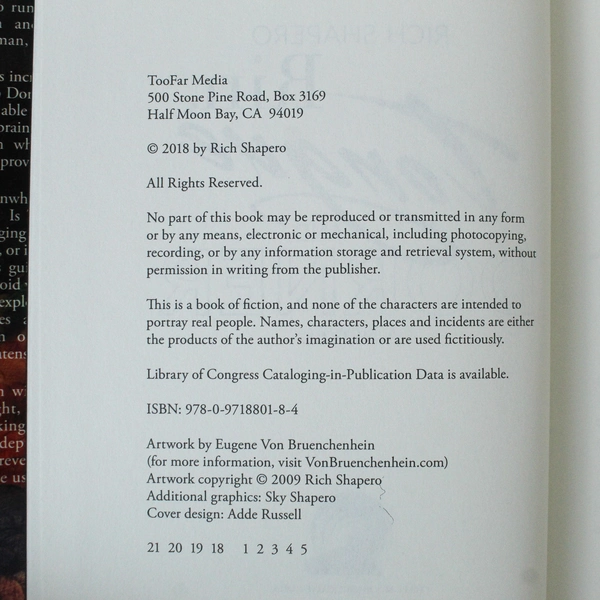 TooFar Media
500 Stone Pine Road, Box 3169
Half Moon Bay, CA 94019
© 2018 by Rich Shapero
All Rights Reserved.
No part of this book may be reproduced or transmitted in any form
or by any means, electronic or mechanical, including photocopying,
recording, or by any information storage and retrieval system, without
permission in writing from the publisher.
This is a book of fiction, and none of the characters are intended to
portray real people. Names, characters, places and incidents are either
the products of the author's imagination or are used fictitiously.
Library of Congress Cataloging-in-Publication Data is available.
ISBN: 978-0-9718801-8-4
Artwork by Eugene Von Bruenchenhein
(for more information, visit VonBruenchenhein.com)
Artwork copyright © 2009 Rich Shapero
Additional graphics: Sky Shapero
Cover design: Adde Russell
21 20 19 18 1 2 3 4 5